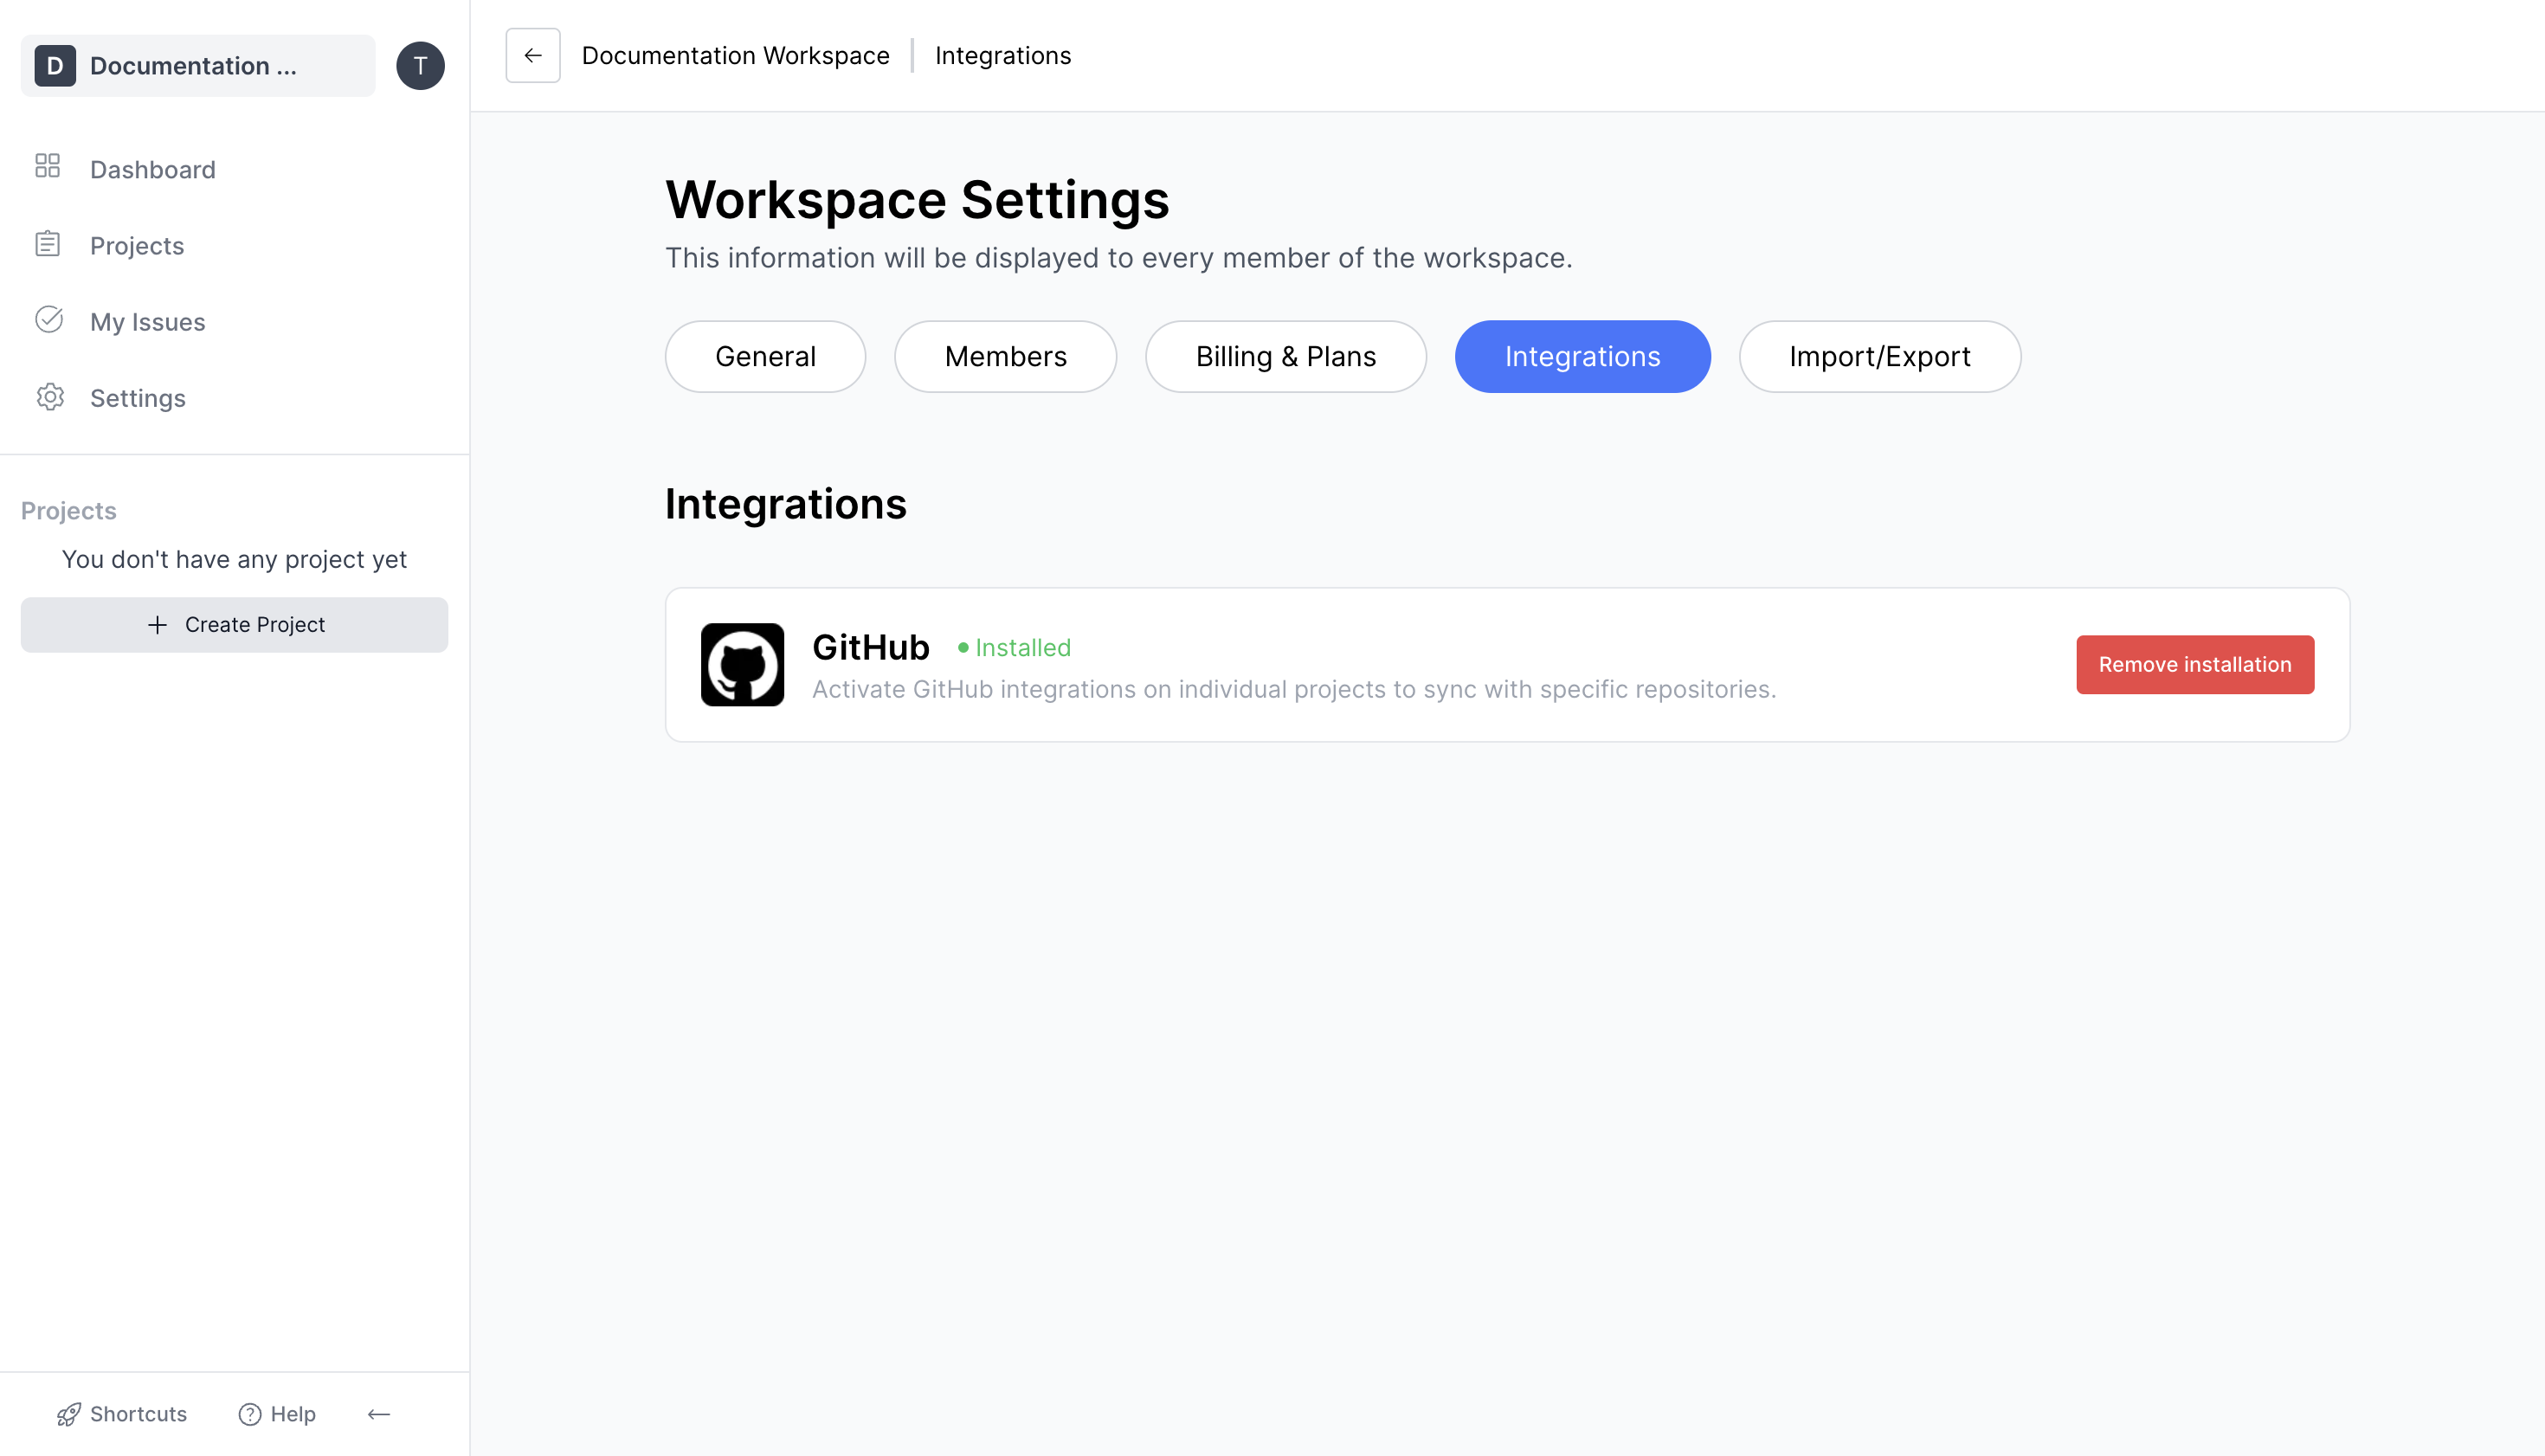 D Documentation ...
T
Dashboard
Projects
My Issues
Settings
Projects
You don't have any project yet
Create Project
Shortcuts
Help
Documentation Workspace
Integrations
Workspace Settings
This information will be displayed to every member of the workspace.
General
Members
Billing & Plans
Integrations
Import/Export
Integrations
GitHub
Installed
Activate GitHub integrations on individual projects to sync with specific repositories.
Remove installation